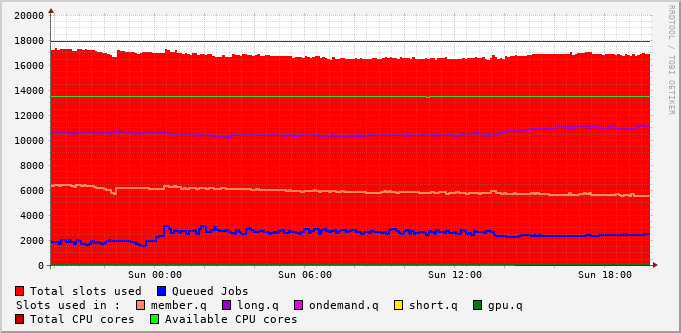 20000
18000
16000
14000
12000
10000
8000
6000
4000
2000
0
Sun 00:00 Sun 06:00 Sun 12:00 Sun 18:00
RRDTOOL / TOBI OETIKER
Total slots used Queued Jobs
Slots used in : member.q long.q ondemand.q short.q gpu.q
Total CPU cores Available CPU cores